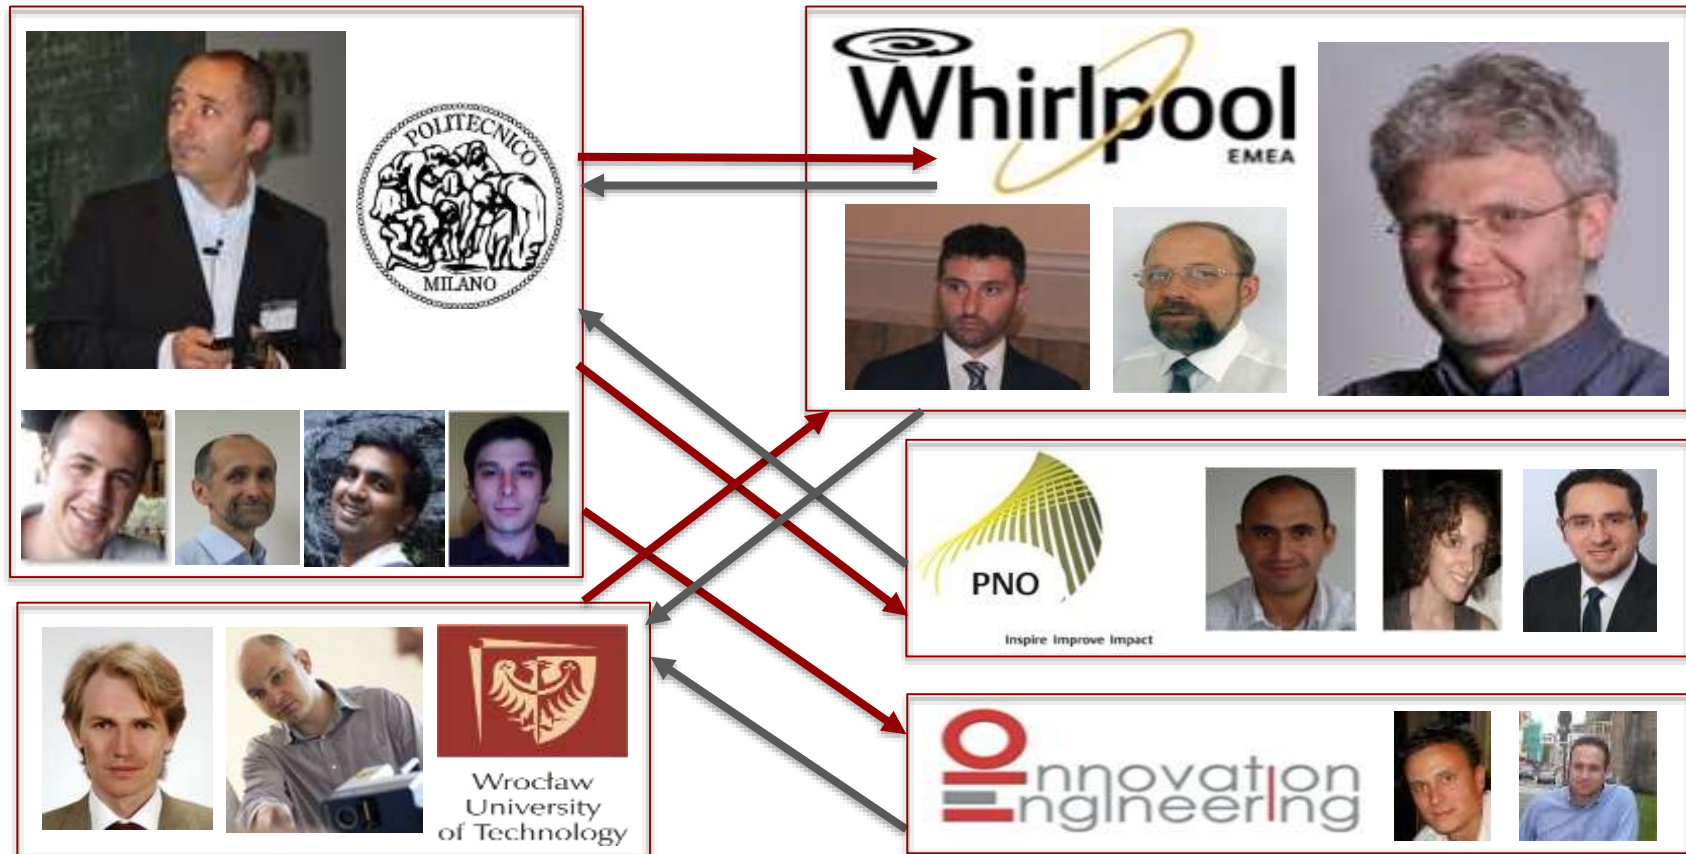 POLITECNICO
MILANO
Whirlpool
EMEA
PNO
Inspire Improve Impact
Wrocław
University
of Technology
Innovation
Engineering